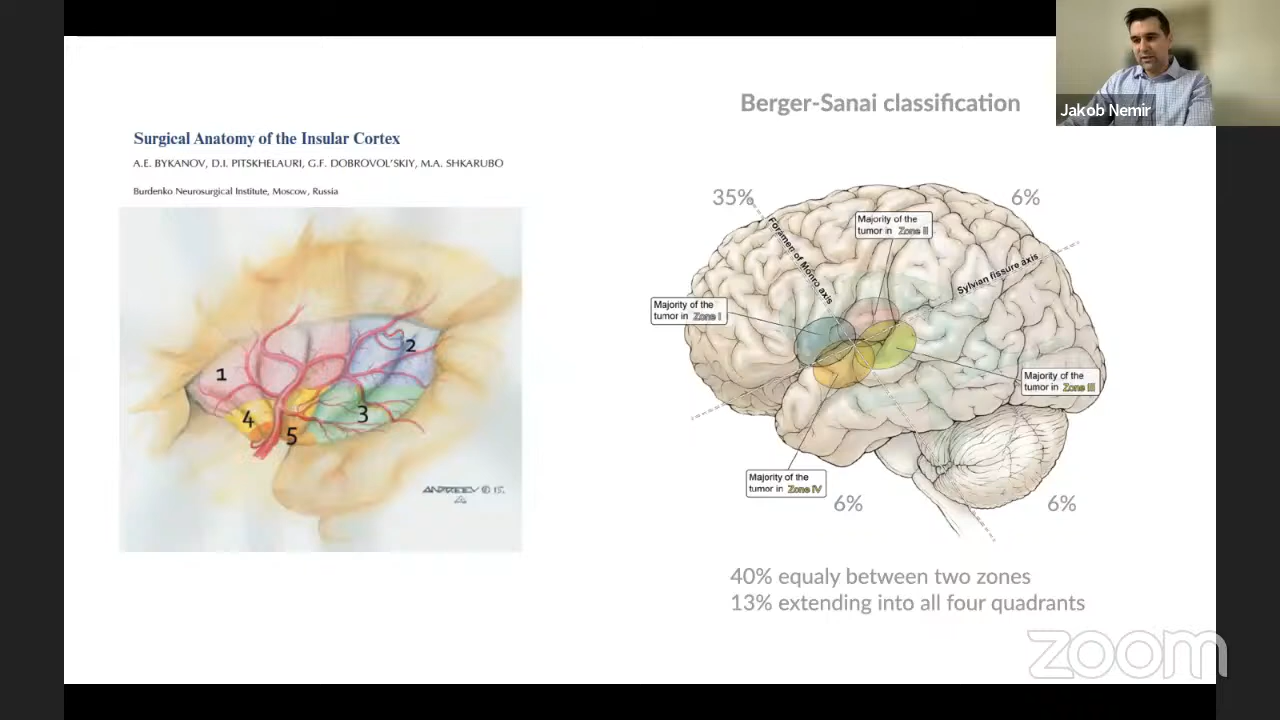 Jakob Nemir
Berger-Sanai classification
Surgical Anatomy of the Insular Cortex
A.E. BYKANOV, D.I. PITSKHELAURI, G.F. DOBROVOL'SKIY, M.A. SHKARUBO
Burdenko Neurosurgical Institute, Moscow, Russia
1
2
3
4
5
35%
6%
Majority of the
tumor in Zone II
Foramen of Monro axis
Sylvian fissure axis
Majority of the
tumor in Zone I
Majority of the
tumor in Zone III
Majority of the
tumor in Zone IV
6%
6%
40% equaly between two zones
13% extending into all four quadrants
zoom